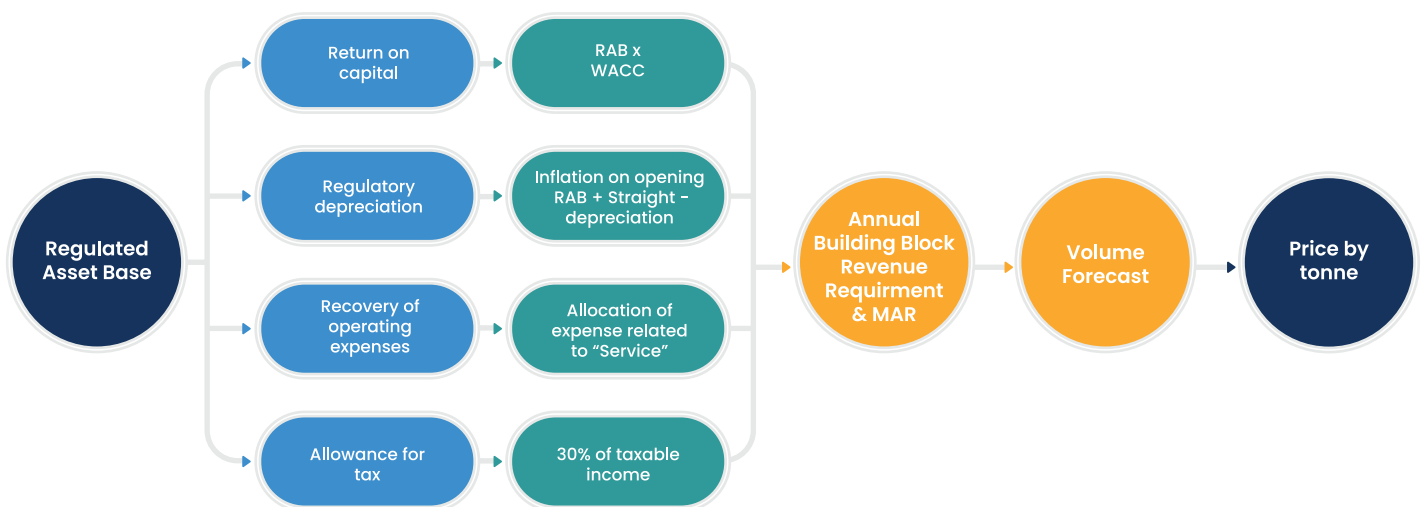 Regulated
Asset Base
Return on
capital
RAB x
WACC
Regulatory
depreciation
Inflation on opening
RAB + Straight -
depreciation
Recovery of
operating
expenses
Allocation of
expense related
to “Service”
Allowance for
tax
30% of taxable
income
Annual
Building Block
Revenue
Requirment
& MAR
Volume
Forecast
Price by
tonne